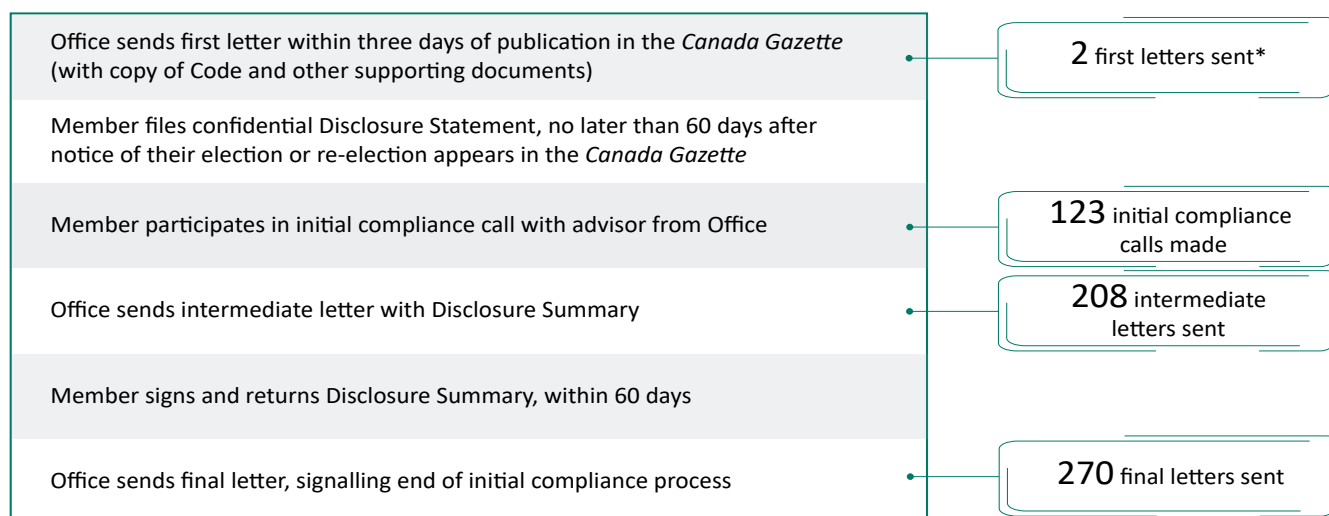 Office sends first letter within three days of publication in the Canada Gazette
(with copy of Code and other supporting documents)
2 first letters sent*
Member files confidential Disclosure Statement, no later than 60 days after
notice of their election or re-election appears in the Canada Gazette
Member participates in initial compliance call with advisor from Office
123 initial compliance
calls made
Office sends intermediate letter with Disclosure Summary
208 intermediate
letters sent
Member signs and returns Disclosure Summary, within 60 days
Office sends final letter, signalling end of initial compliance process
270 final letters sent